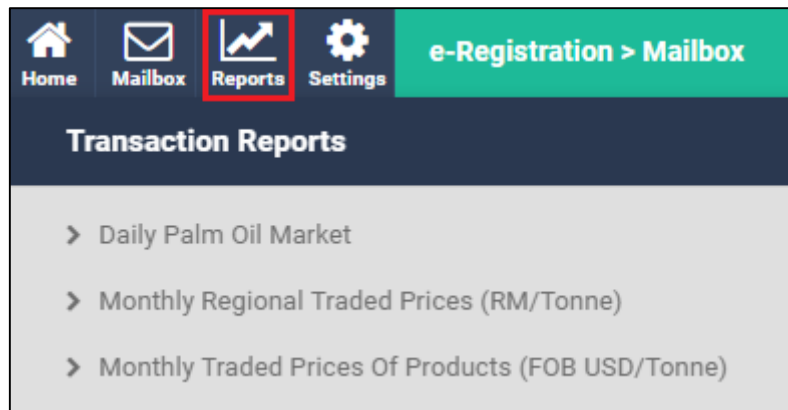 Home Mailbox Reports Settings e-Registration > Mailbox
Transaction Reports
Daily Palm Oil Market
Monthly Regional Traded Prices (RM/Tonne)
Monthly Traded Prices Of Products (FOB USD/Tonne)